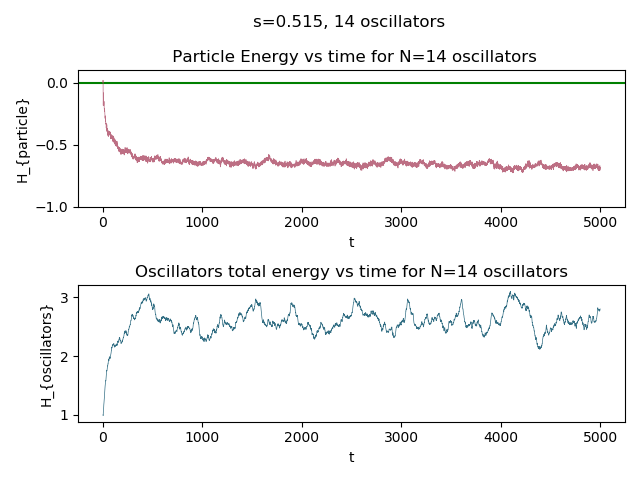 s=0.515, 14 oscillators
Particle Energy vs time for N=14 oscillators
H_{particle}
0.0
−0.5
−1.0
0
1000
2000
3000
4000
5000
t
Oscillators total energy vs time for N=14 oscillators
H_{oscillators}
3
2
1
0
1000
2000
3000
4000
5000
t